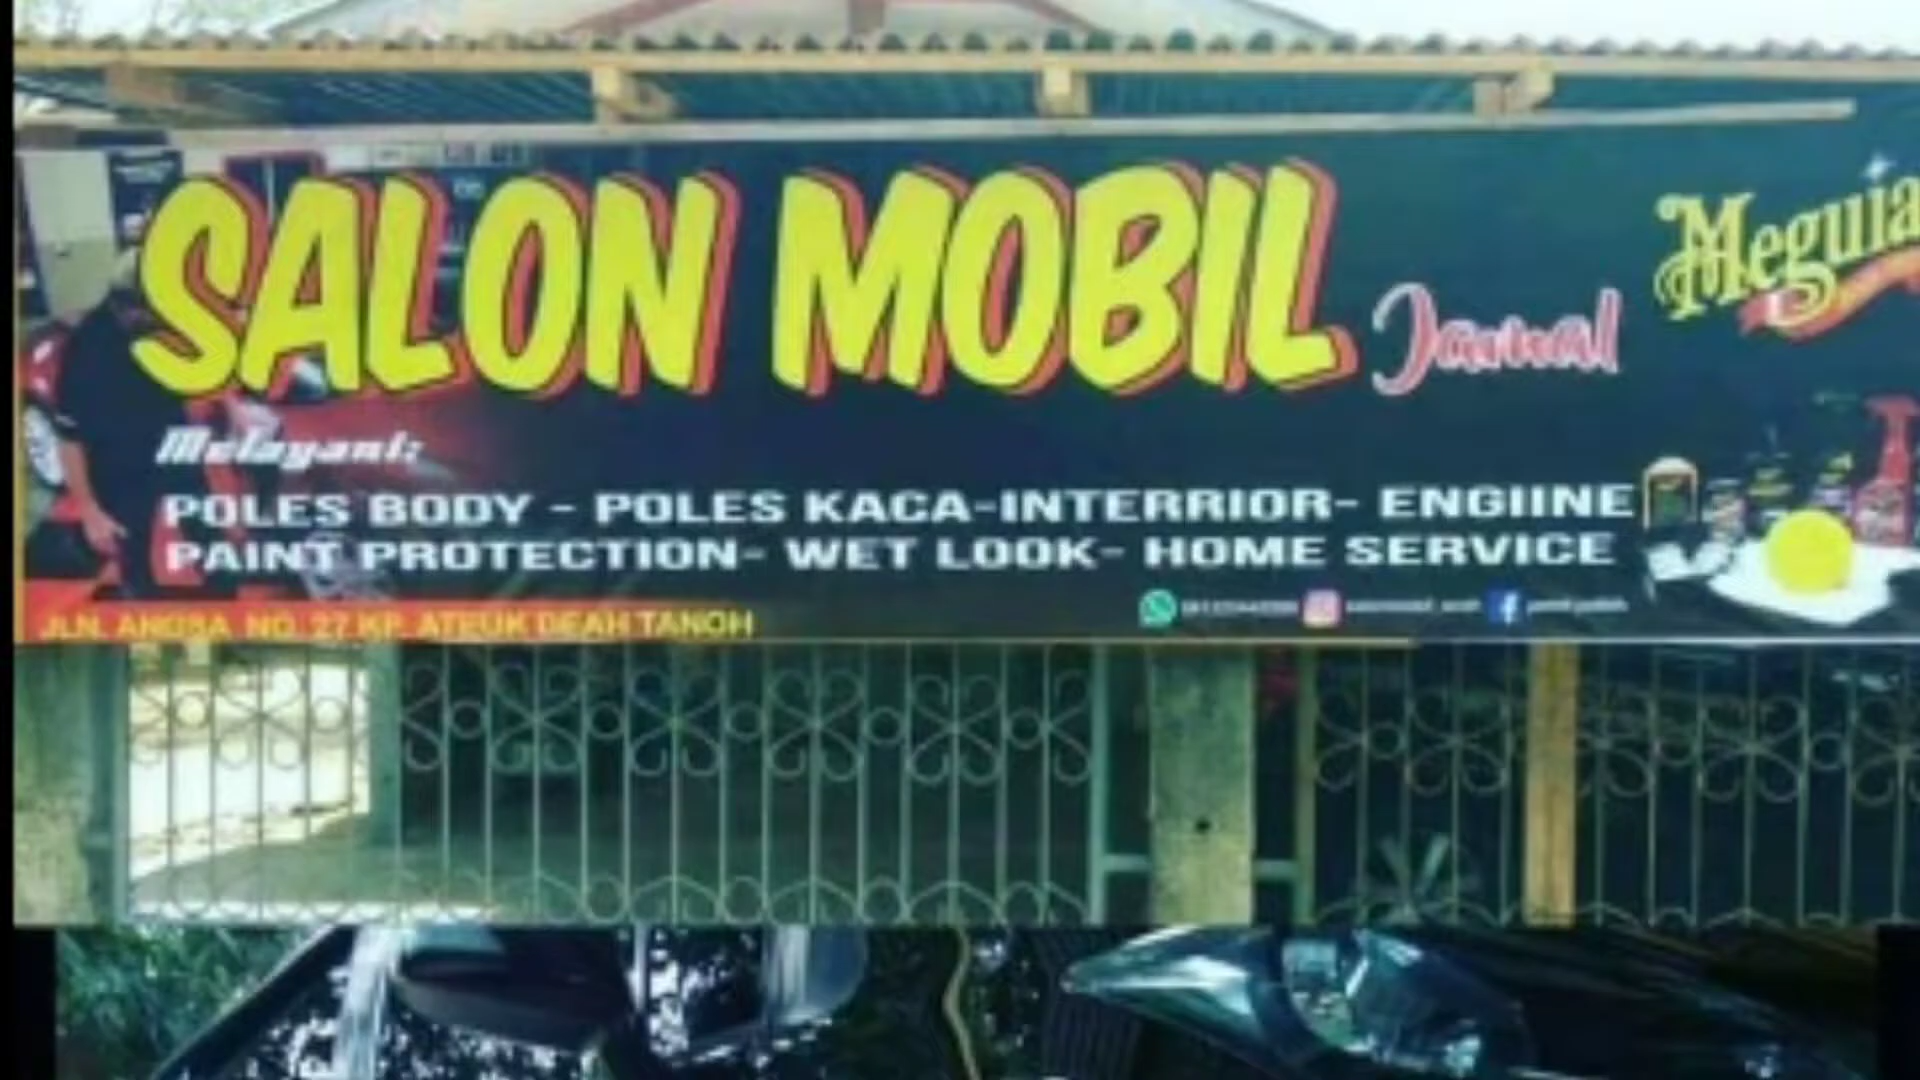 SALON MOBIL
Jamal
Meguia
Melayani:
POLES BODY - POLES KACA-INTERRIOR- ENGIINE
PAINT PROTECTION- WET LOOK- HOME SERVICE
JLN. ANGSA NO. 27 KP. ATEUK DEAH TANOH